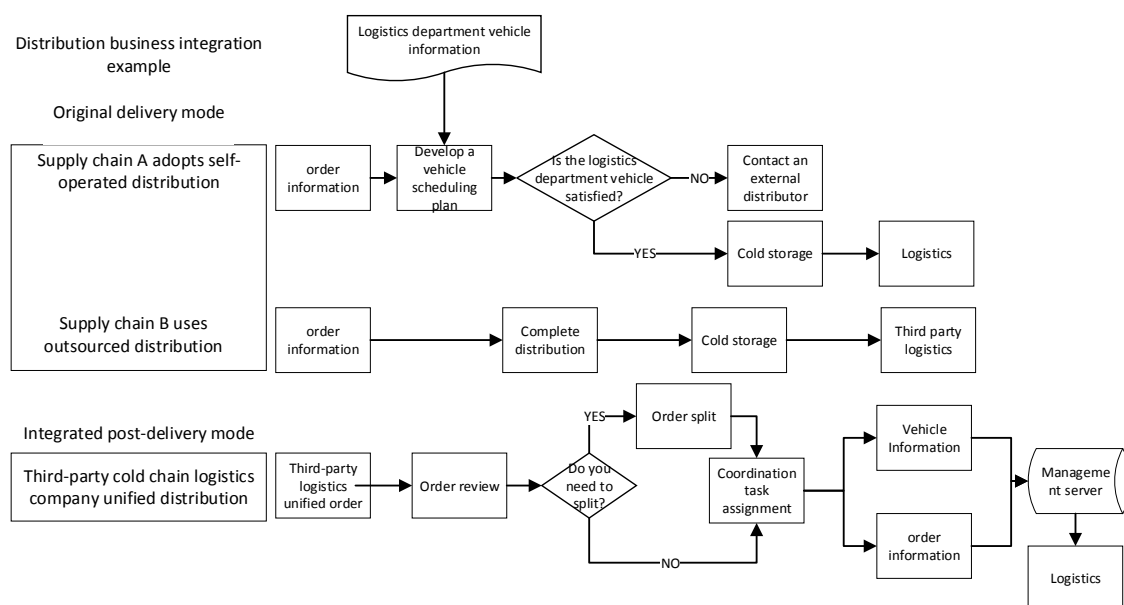 Distribution business integration
example
Logistics department vehicle
information
Original delivery mode
Supply chain A adopts self-
operated distribution
order
information
Develop a
vehicle
scheduling
plan
Is the logistics
department vehicle
satisfied?
NO
Contact an
external
distributor
YES
Cold storage
Logistics
Supply chain B uses
outsourced distribution
order
information
Complete
distribution
Cold storage
Third party
logistics
Integrated post-delivery mode
Third-party cold chain logistics
company unified distribution
Third-party
logistics
unified order
Order review
Do you
need to
split?
YES
Order split
NO
Coordination
task
assignment
Vehicle
Information
order
information
Manageme
nt server
Logistics